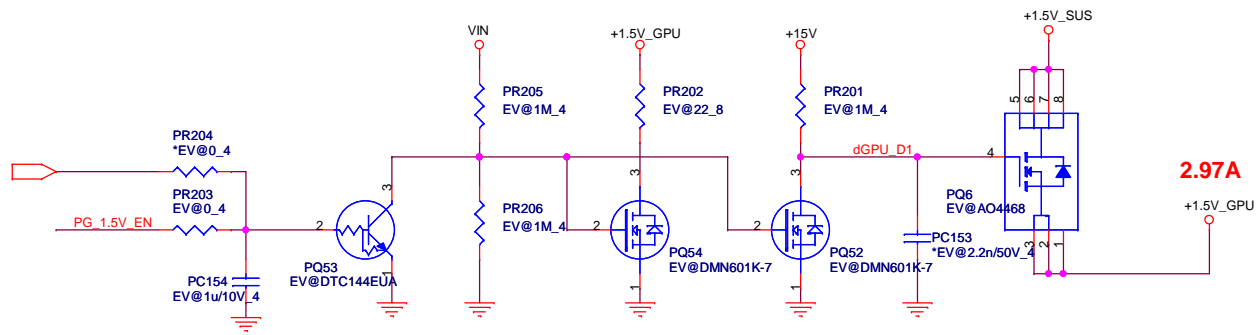 VIN
+1.5V_GPU
+15V
+1.5V_SUS
PR205
EV@1M_4
PR202
EV@22_8
PR201
EV@1M_4
5
6
7
8
PR204
*EV@0_4
PR203
EV@0_4
PG_1.5V_EN
2
3
1
PQ53
EV@DTC144EUA
PC154
EV@1u/10V_4
PR206
EV@1M_4
3
2
1
PQ54
EV@DMN601K-7
3
2
1
PQ52
EV@DMN601K-7
dGPU_D1
4
PC153
*EV@2.2n/50V_4
PQ6
EV@AO4468
3
2
1
2.97A
+1.5V_GPU